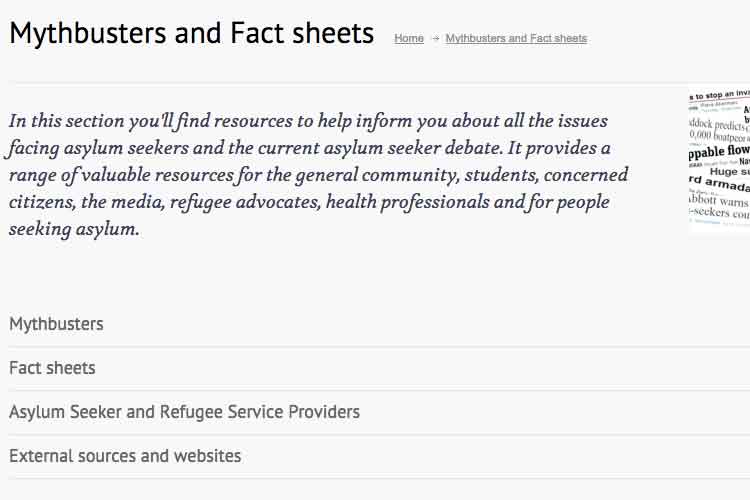 Mythbusters and Fact sheets
Home → Mythbusters and Fact sheets
In this section you'll find resources to help inform you about all the issues
facing asylum seekers and the current asylum seeker debate. It provides a
range of valuable resources for the general community, students, concerned
citizens, the media, refugee advocates, health professionals and for people
seeking asylum.
s to stop an inva
ddock predicts
0,000 boatpeople
ppable flow
Huge su
rd armada
bbott warns
-seekers cou
Mythbusters
Fact sheets
Asylum Seeker and Refugee Service Providers
External sources and websites